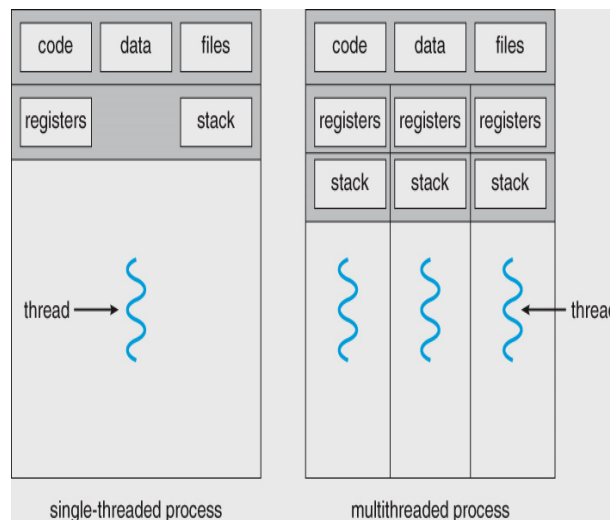 code data files
registers stack
thread
single-threaded process
code data files
registers registers registers
stack stack stack
thread
multithreaded process